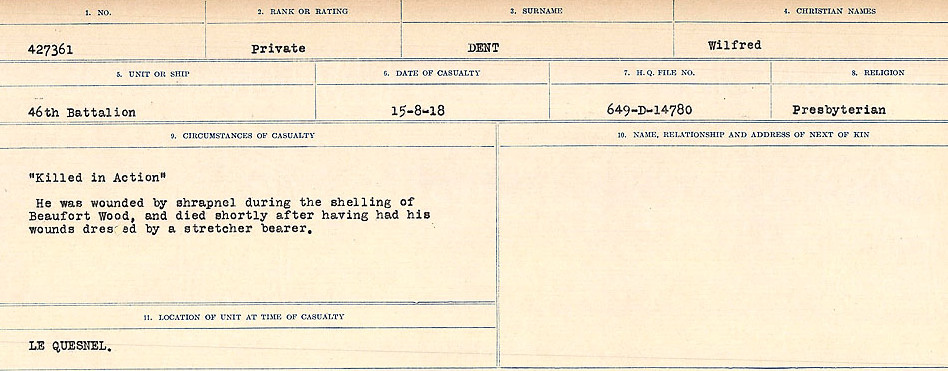 1. NO. 2. RANK OR RATING 3. SURNAME 4. CHRISTIAN NAMES
427361 Private DENT Wilfred
5. UNIT OR SHIP 6. DATE OF CASUALTY 7. H. Q. FILE NO. 8. RELIGION
46th Battalion 15-8-18 649-D-14780 Presbyterian
9. CIRCUMSTANCES OF CASUALTY 10. NAME, RELATIONSHIP AND ADDRESS OF NEXT OF KIN
"Killed in Action"
He was wounded by shrapnel during the shelling of
Beaufort Wood, and died shortly after having had his
wounds dressed by a stretcher bearer.
11. LOCATION OF UNIT AT TIME OF CASUALTY
LE QUESNEL.